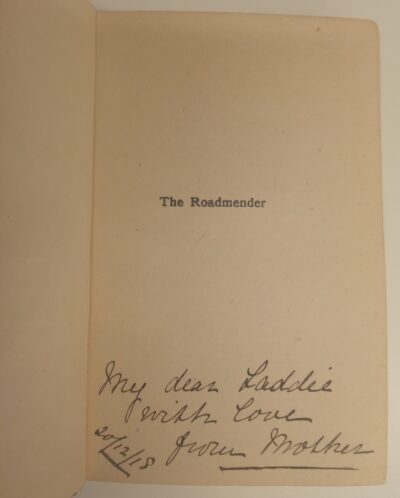 The Roadmender
My dear Laddie
with love
20/12/18 from Mother